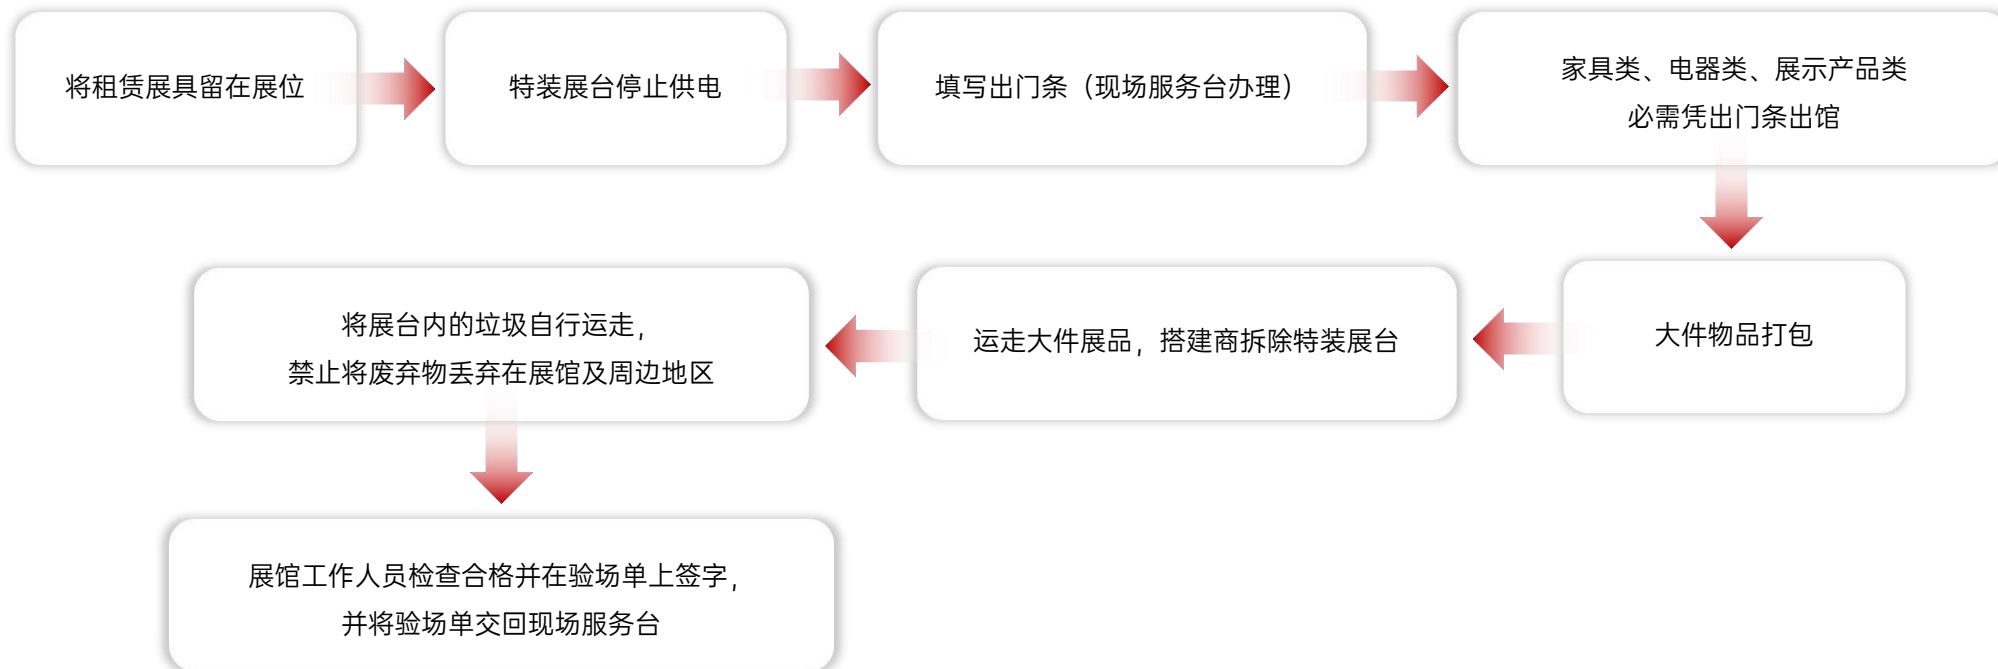 将租赁展具留在展位
特装展台停止供电
填写出门条（现场服务台办理）
家具类、电器类、展示产品类
必需凭出门条出馆
大件物品打包
运走大件展品，搭建商拆除特装展台
将展台内的垃圾自行运走，
禁止将废弃物丢弃在展馆及周边地区
展馆工作人员检查合格并在验场单上签字，
并将验场单交回现场服务台